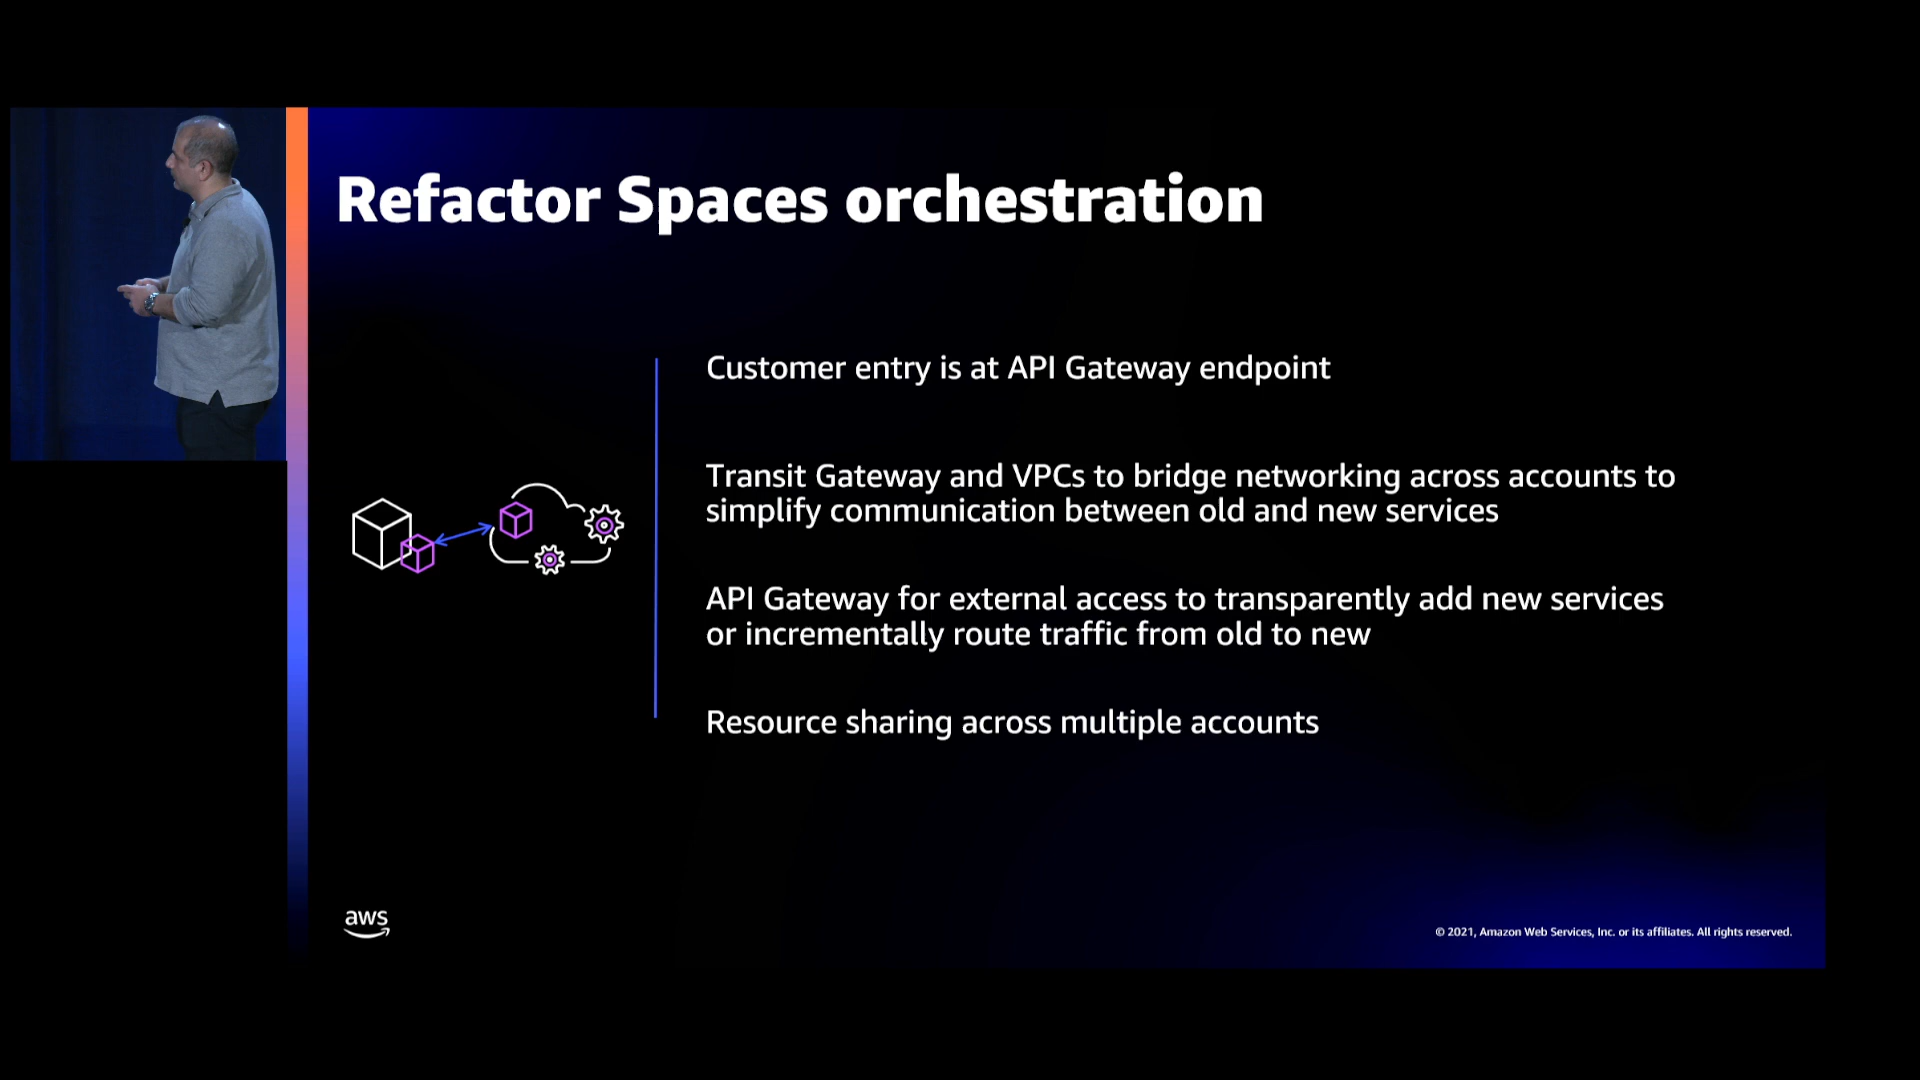 Refactor Spaces orchestration
Customer entry is at API Gateway endpoint
Transit Gateway and VPCs to bridge networking across accounts to
simplify communication between old and new services
API Gateway for external access to transparently add new services
or incrementally route traffic from old to new
Resource sharing across multiple accounts
aws
© 2021, Amazon Web Services, Inc. or its affiliates. All rights reserved.